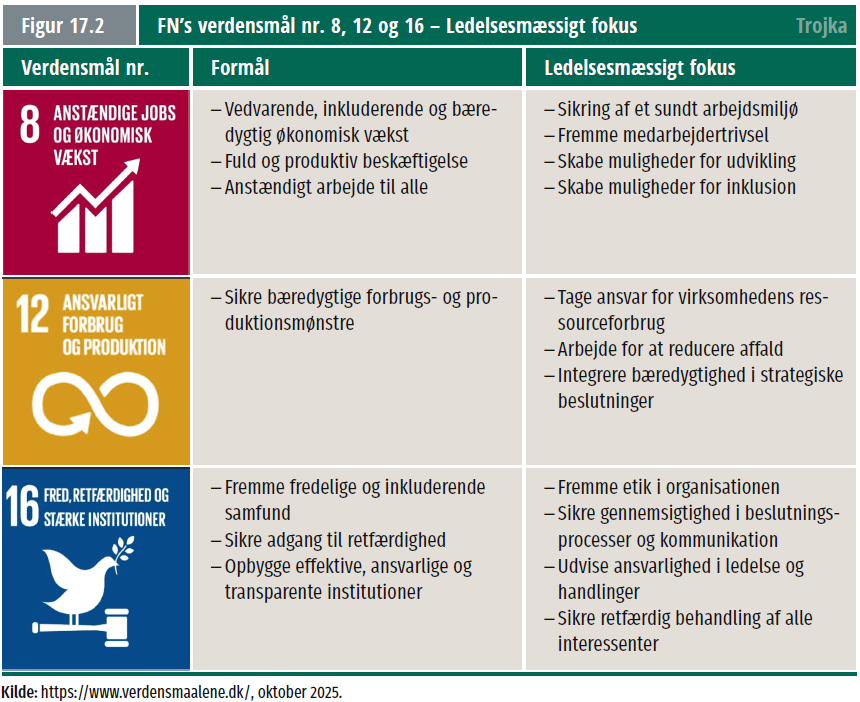 Figur 17.2
FN's verdensmål nr. 8, 12 og 16 – Ledelsesmæssigt fokus
Trojka
Verdensmål nr.
Formål
Ledelsesmæssigt fokus
8 ANSTÆNDIGE JOBS
OG ØKONOMISK
VÆKST
– Vedvarende, inkluderende og bære-
dygtig økonomisk vækst
– Fuld og produktiv beskæftigelse
– Anstændigt arbejde til alle
– Sikring af et sundt arbejdsmiljø
– Fremme medarbejdertrivsel
– Skabe muligheder for udvikling
– Skabe muligheder for inklusion
12 ANSVARLIGT
FORBRUG
OG PRODUKTION
– Sikre bæredygtige forbrugs- og pro-
duktionsmønstre
– Tage ansvar for virksomhedens res-
sourceforbrug
– Arbejde for at reducere affald
– Integrere bæredygtighed i strategiske
beslutninger
16 FRED, RETFÆRDIGHED OG
STÆRKE INSTITUTIONER
– Fremme fredelige og inkluderende
samfund
– Sikre adgang til retfærdighed
– Opbygge effektive, ansvarlige og
transparente institutioner
– Fremme etik i organisationen
– Sikre gennemsigtighed i beslutnings-
processer og kommunikation
– Udvise ansvarlighed i ledelse og
handlinger
– Sikre retfærdig behandling af alle
interessenter
Kilde: https://www.verdensmaalene.dk/, oktober 2025.